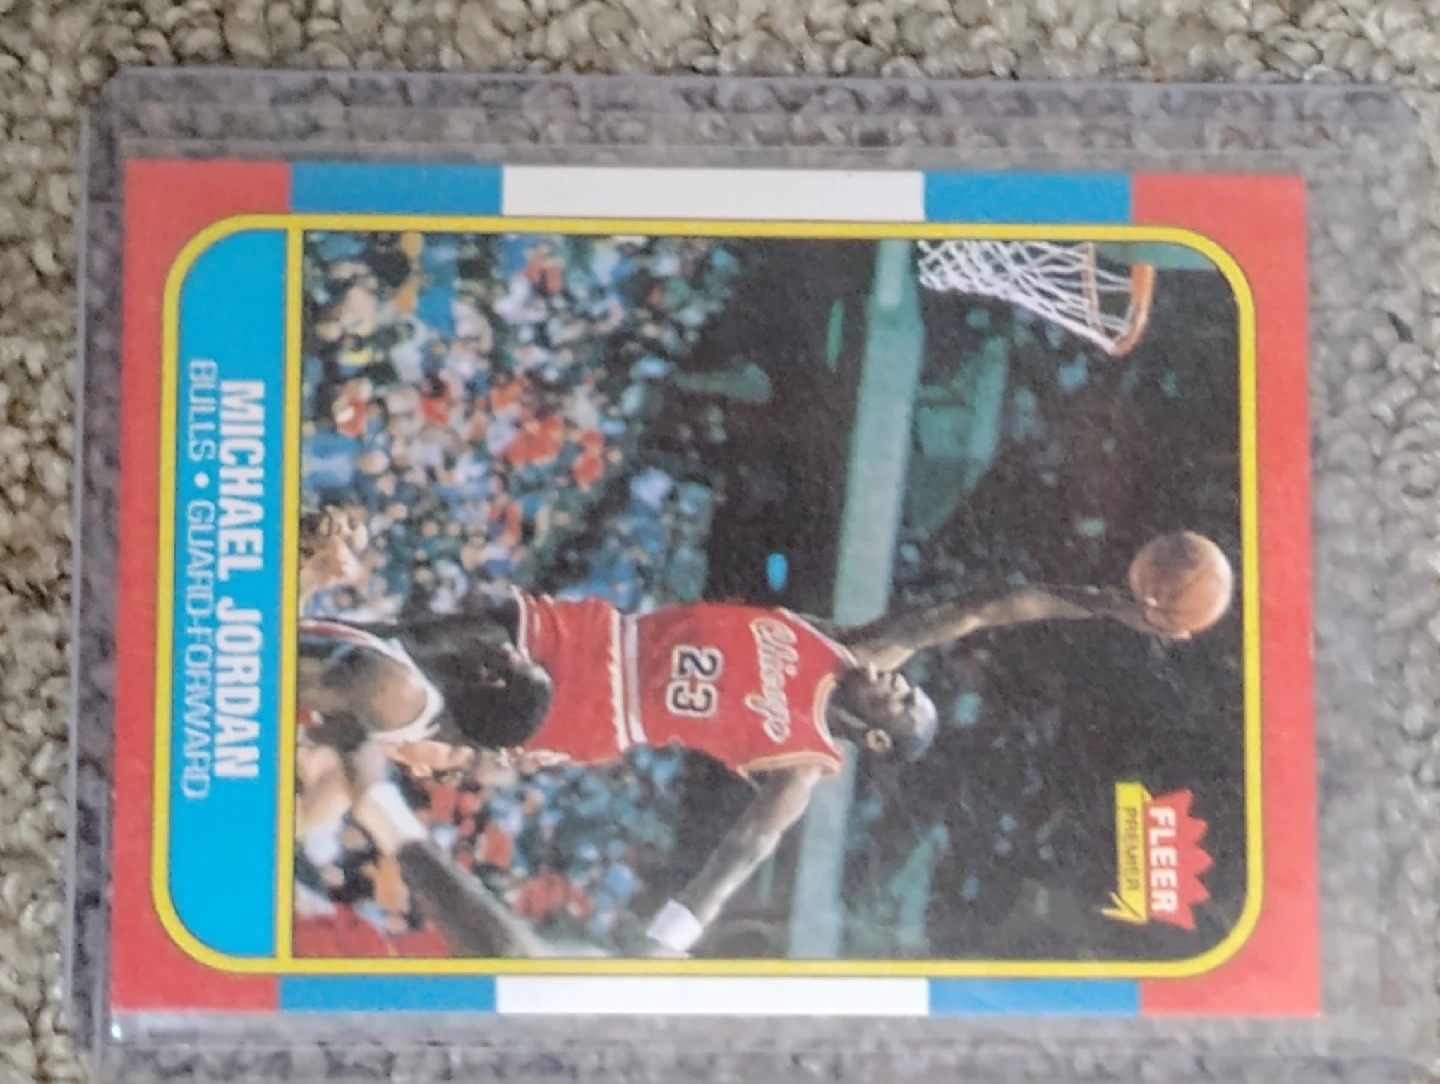 FLEER
PREMIER
Chicago
23
MICHAEL JORDAN
BULLS • GUARD-FORWARD